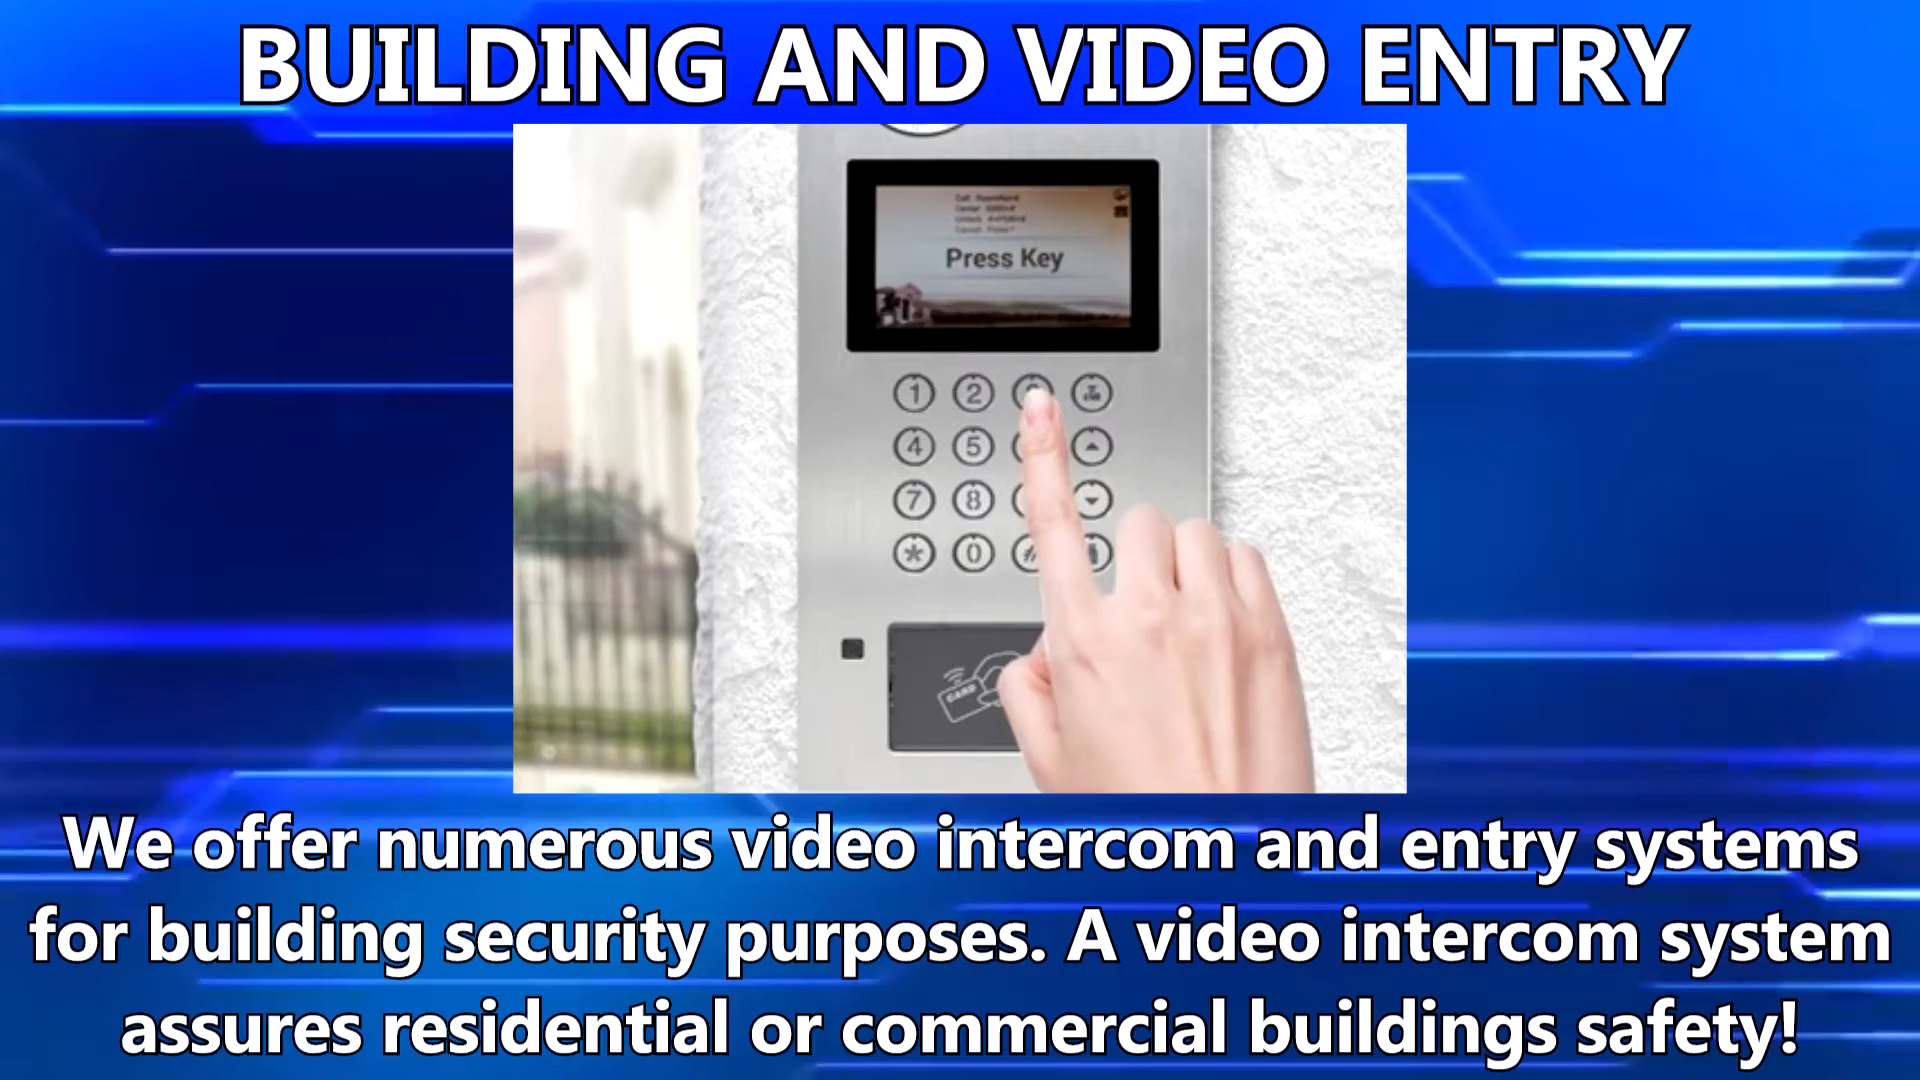 BUILDING AND VIDEO ENTRY
Press Key
1 2
4 5
7 8
* 0
CARD
We offer numerous video intercom and entry systems
for building security purposes. A video intercom system
assures residential or commercial buildings safety!